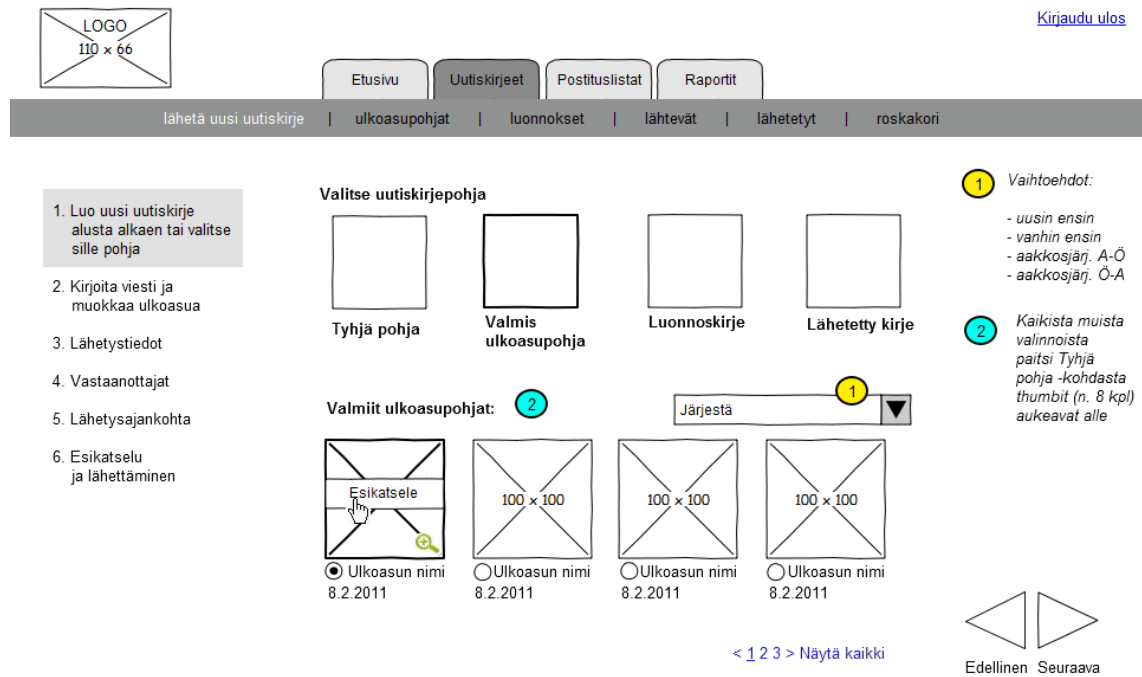 LOGO
110 x 66
Kirjaudu ulos
Etusivu
Uutiskirjeet
Postituslistat
Raportit
lähetä uusi uutiskirje | ulkoasupohjat | luonnokset | lähtevät | lähetetyt | roskakori
1. Luo uusi uutiskirje
alusta alkaen tai valitse
sille pohja
2. Kirjoita viesti ja
muokkaa ulkoasua
3. Lähetystiedot
4. Vastaanottajat
5. Lähetysajankohta
6. Esikatselu
ja lähettäminen
Valitse uutiskirjepohja
Tyhjä pohja
Valmis
ulkoasupohja
Luonnoskirje
Lähetetty kirje
Valmiit ulkoasupohjat:
2
Järjestä
1
Esikatsele
100 x 100
100 x 100
100 x 100
Ulkoasun nimi
8.2.2011
Ulkoasun nimi
8.2.2011
Ulkoasun nimi
8.2.2011
Ulkoasun nimi
8.2.2011
< 1 2 3 > Näytä kaikki
1
Vaihtoehdot:
- uusin ensin
- vanhin ensin
- aakkosjärj. A-Ö
- aakkosjärj. Ö-A
2
Kaikista muista
valinnoista
paitsi Tyhjä
pohja -kohdasta
thumbit (n. 8 kpl)
aukeavat alle
Edellinen Seuraava